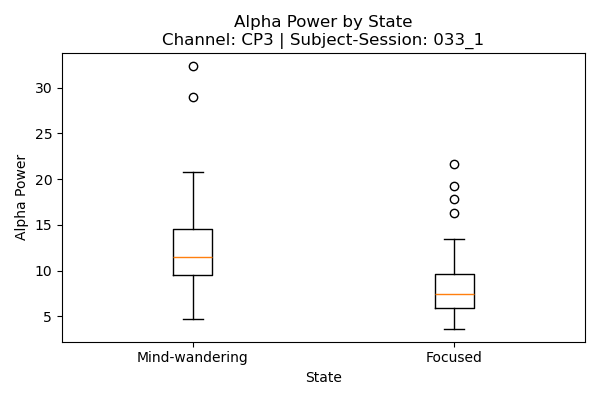 Alpha Power by State
Channel: CP3 | Subject-Session: 033_1
Alpha Power
30
25
20
15
10
5
Mind-wandering
Focused
State